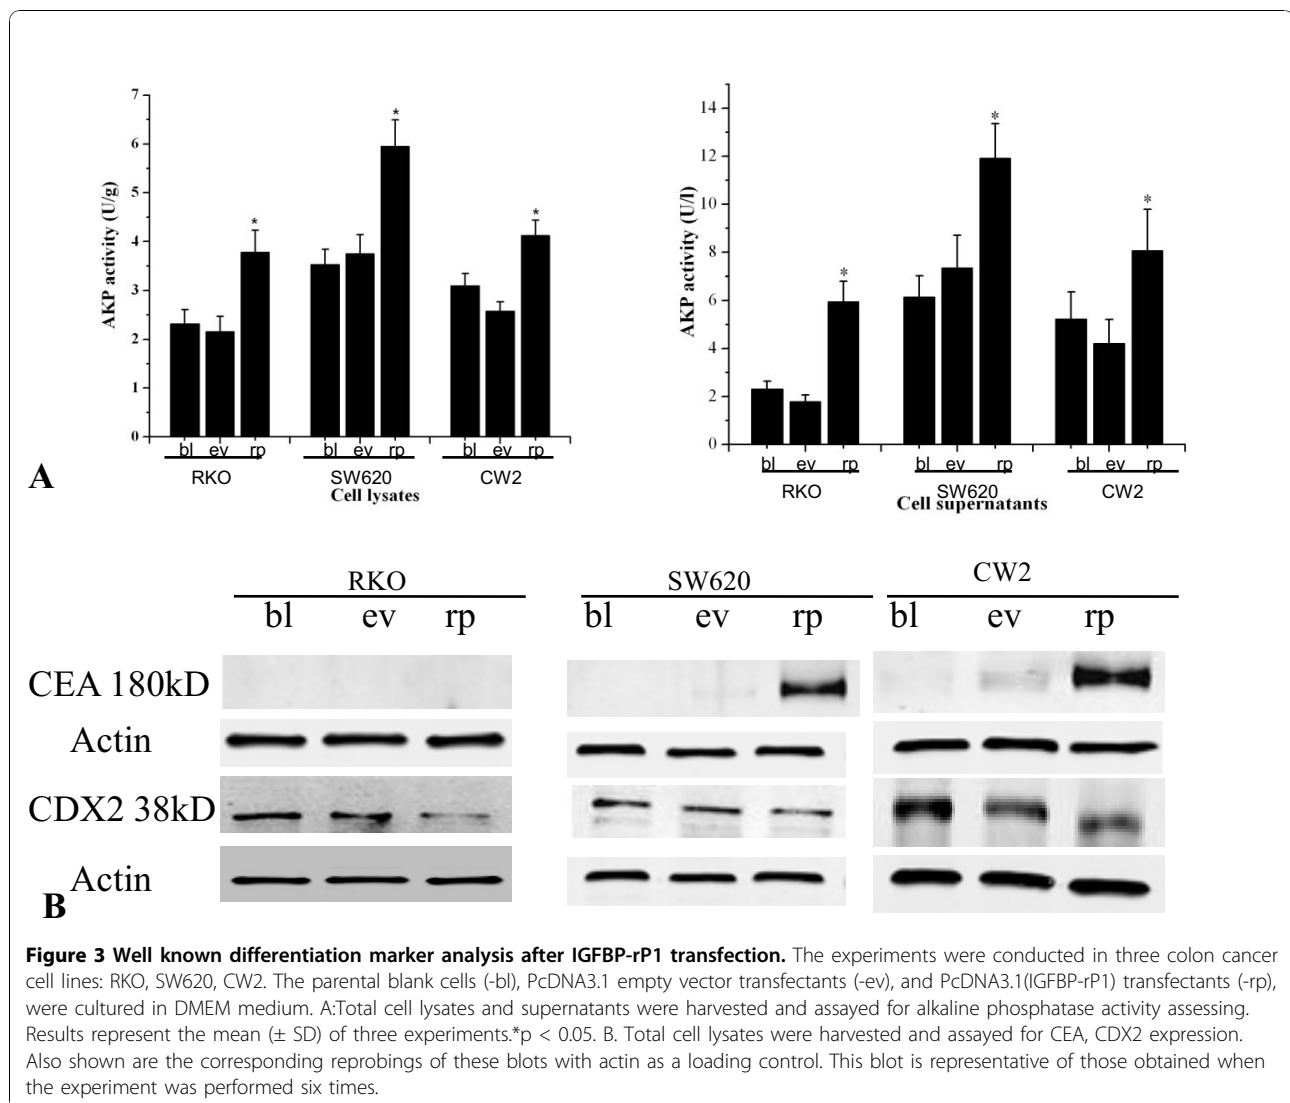 7
6
5
4
3
2
1
0
AKP activity (U/g)
* * *
bl ev rp bl ev rp bl ev rp
RKO SW620 CW2
Cell lysates
14
12
10
8
6
4
2
0
AKP activity (U/l)
* * *
bl ev rp bl ev rp bl ev rp
RKO SW620 CW2
Cell supernatants
A
RKO SW620 CW2
bl ev rp bl ev rp bl ev rp
CEA 180kD
Actin
CDX2 38kD
Actin
B
Figure 3 Well known differentiation marker analysis after IGFBP-rP1 transfection. The experiments were conducted in three colon cancer
cell lines: RKO, SW620, CW2. The parental blank cells (-bl), PcDNA3.1 empty vector transfectants (-ev), and PcDNA3.1(IGFBP-rP1) transfectants (-rp),
were cultured in DMEM medium. A:Total cell lysates and supernatants were harvested and assayed for alkaline phosphatase activity assessing.
Results represent the mean (± SD) of three experiments.*p < 0.05. B. Total cell lysates were harvested and assayed for CEA, CDX2 expression.
Also shown are the corresponding reprobings of these blots with actin as a loading control. This blot is representative of those obtained when
the experiment was performed six times.